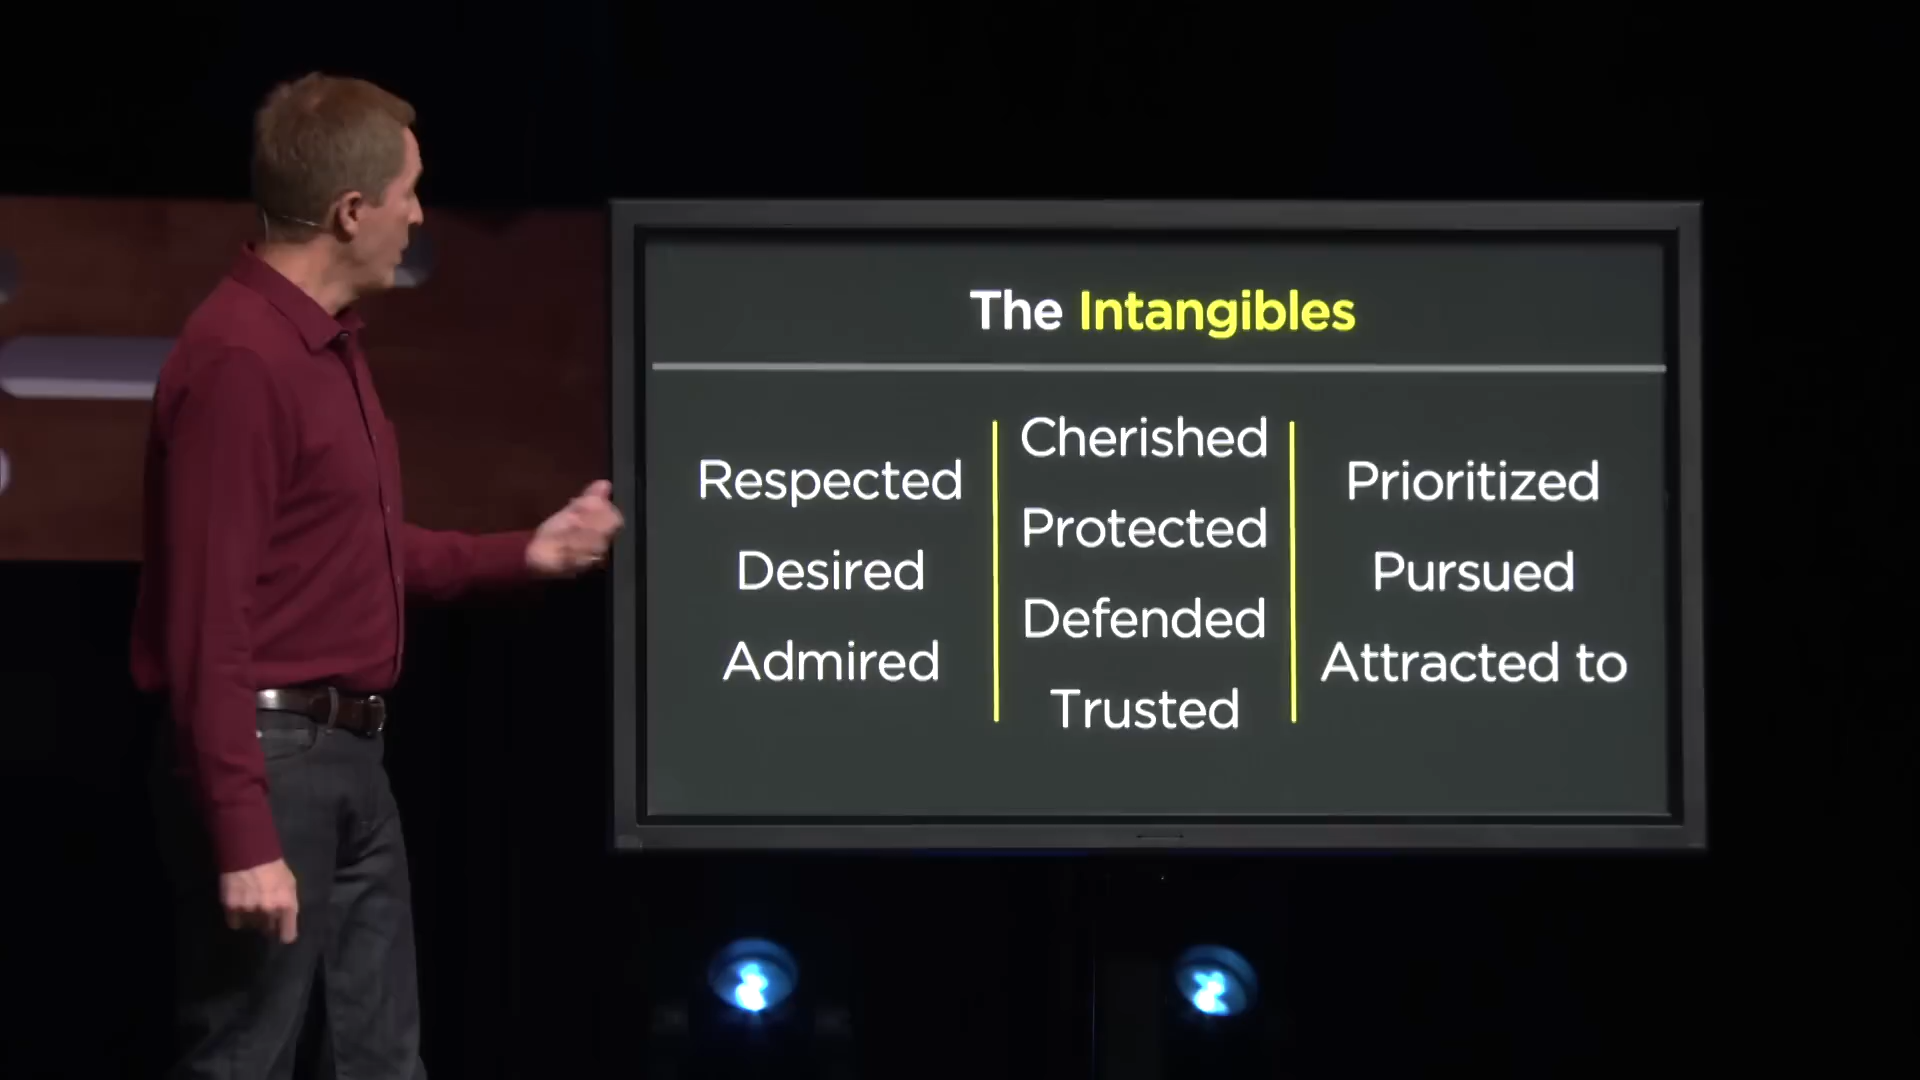 The Intangibles
Respected
Desired
Admired
Cherished
Protected
Defended
Trusted
Prioritized
Pursued
Attracted to